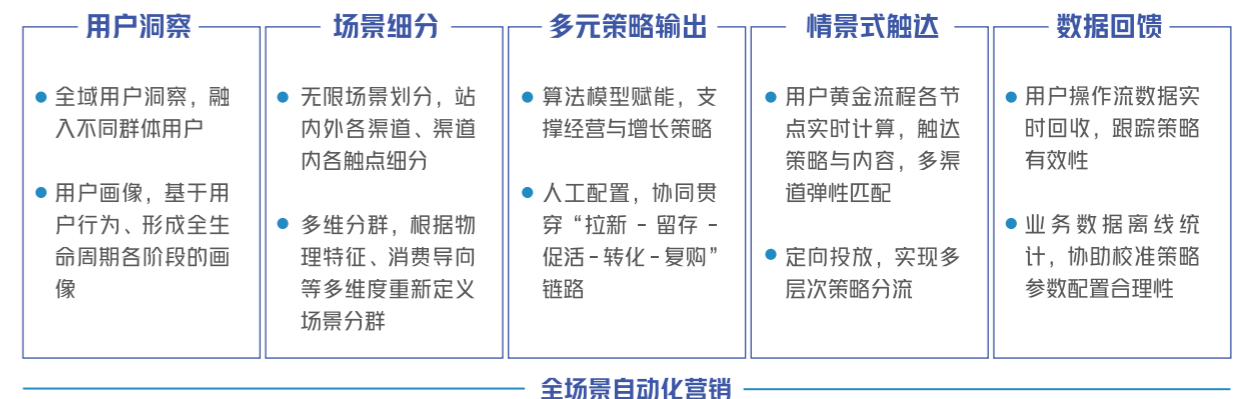 用户洞察
全域用户洞察，融
入不同群体用户
用户画像，基于用
户行为、形成全生
命周期各阶段的画
像
场景细分
无限场景划分，站
内外各渠道、渠道
内各触点细分
多维分群，根据物
理特征、消费导向
等多维度重新定义
场景分群
多元策略输出
算法模型赋能，支
撑经营与增长策略
人工配置，协同贯
穿“拉新 - 留存 -
促活-转化-复购”
链路
情景式触达
用户黄金流程各节
点实时计算，触达
策略与内容，多渠
道弹性匹配
定向投放，实现多
层次策略分流
数据回馈
用户操作流数据实
时回收，跟踪策略
有效性
业务数据离线统
计，协助校准策略
参数配置合理性
全场景自动化营销